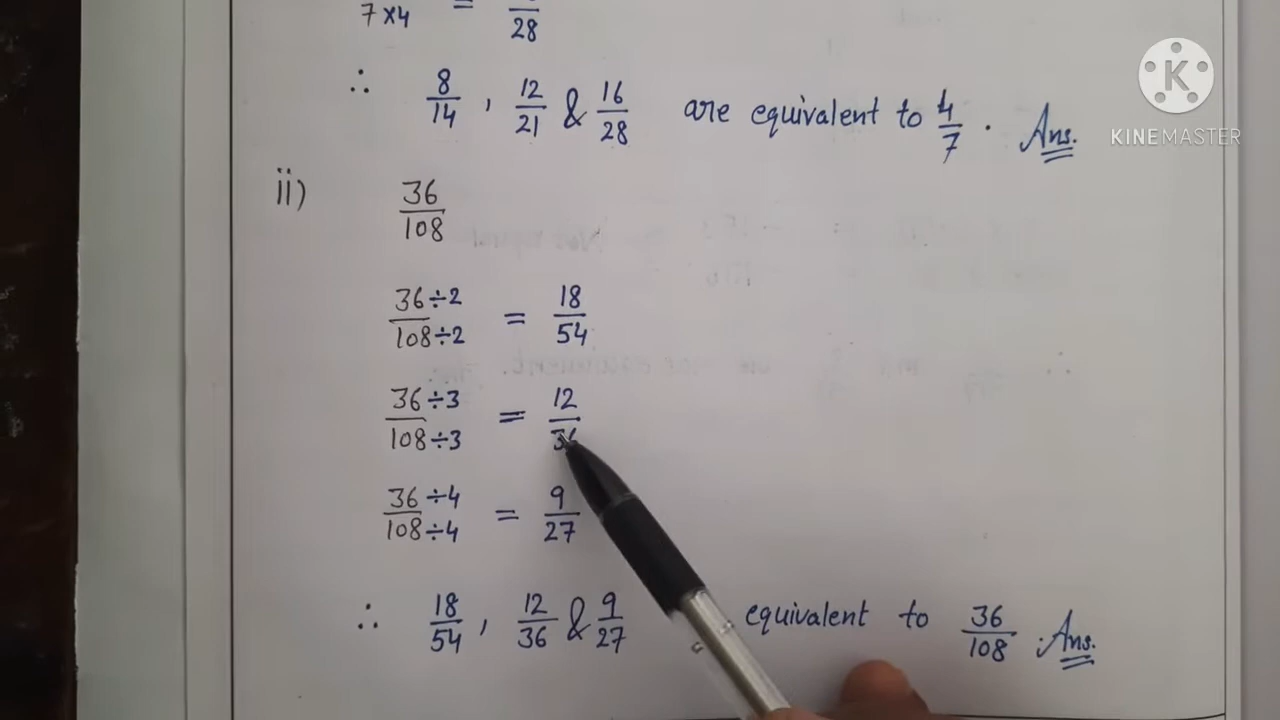 7×4 = 28
∴ 8/14 , 12/21 & 16/28 are equivalent to 4/7 . Ans.
KINEMASTER
ii) 36/108
36÷2/108÷2 = 18/54
36÷3/108÷3 = 12/36
36÷4/108÷4 = 9/27
∴ 18/54 , 12/36 & 9/27 equivalent to 36/108 . Ans.